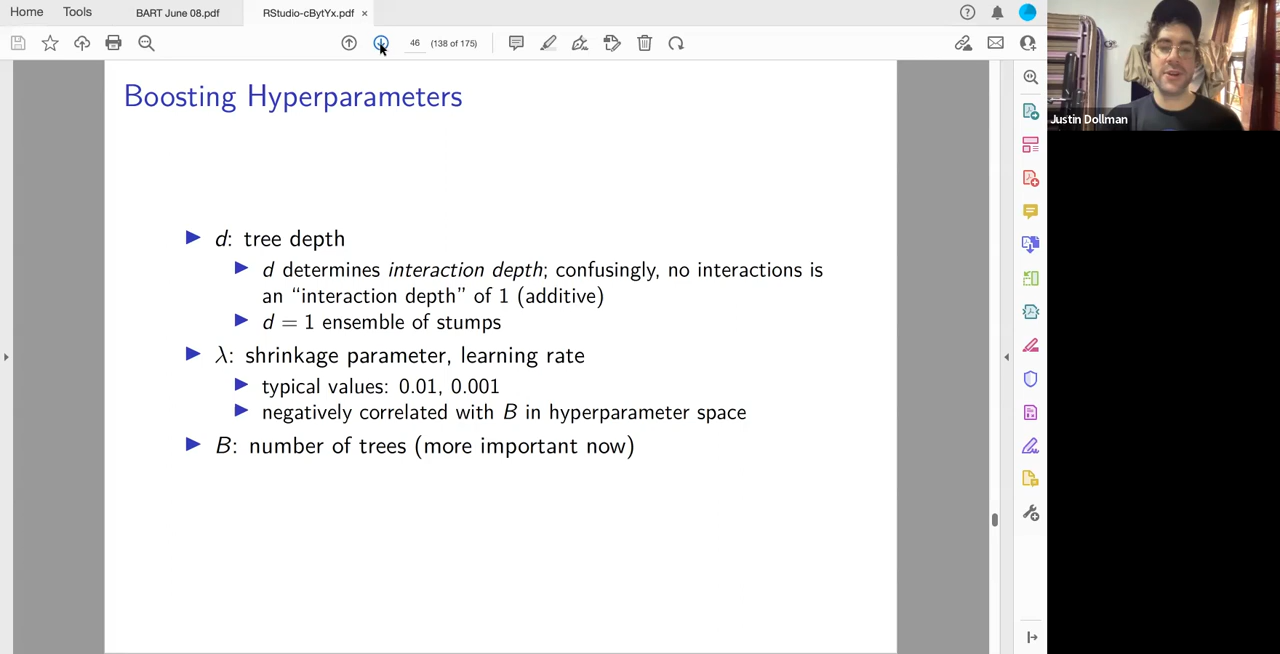 Home Tools BART June 08.pdf RStudio-cBytYx.pdf ×
46 (138 of 175)
Boosting Hyperparameters
d: tree depth
d determines interaction depth; confusingly, no interactions is
an “interaction depth” of 1 (additive)
d = 1 ensemble of stumps
λ: shrinkage parameter, learning rate
typical values: 0.01, 0.001
negatively correlated with B in hyperparameter space
B: number of trees (more important now)
Justin Dollman